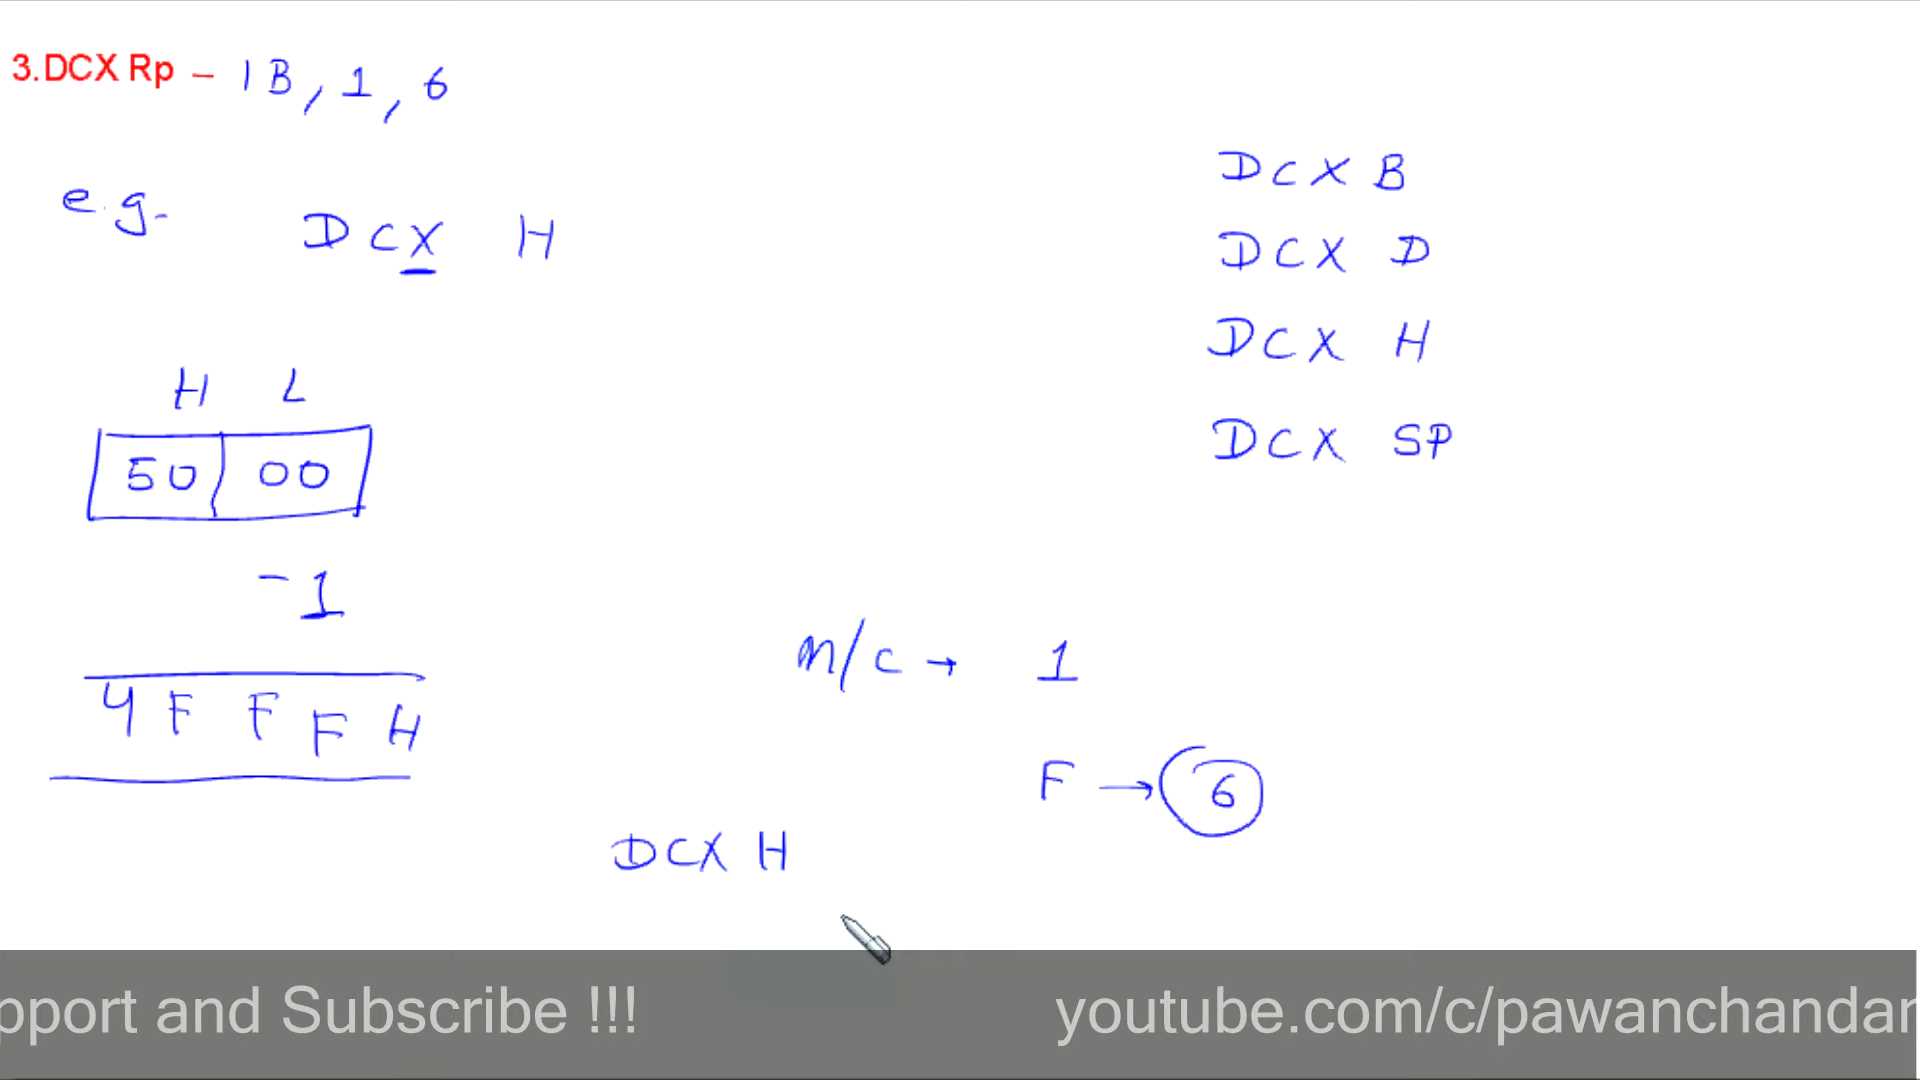 3.DCX Rp – 1B, 1, 6
e.g. DCX H
DCX B
DCX D
DCX H
DCX SP
H L
50 00
-1
4FFFH
M/C → 1
F → 6
DCX H
pport and Subscribe !!!
youtube.com/c/pawanchandar